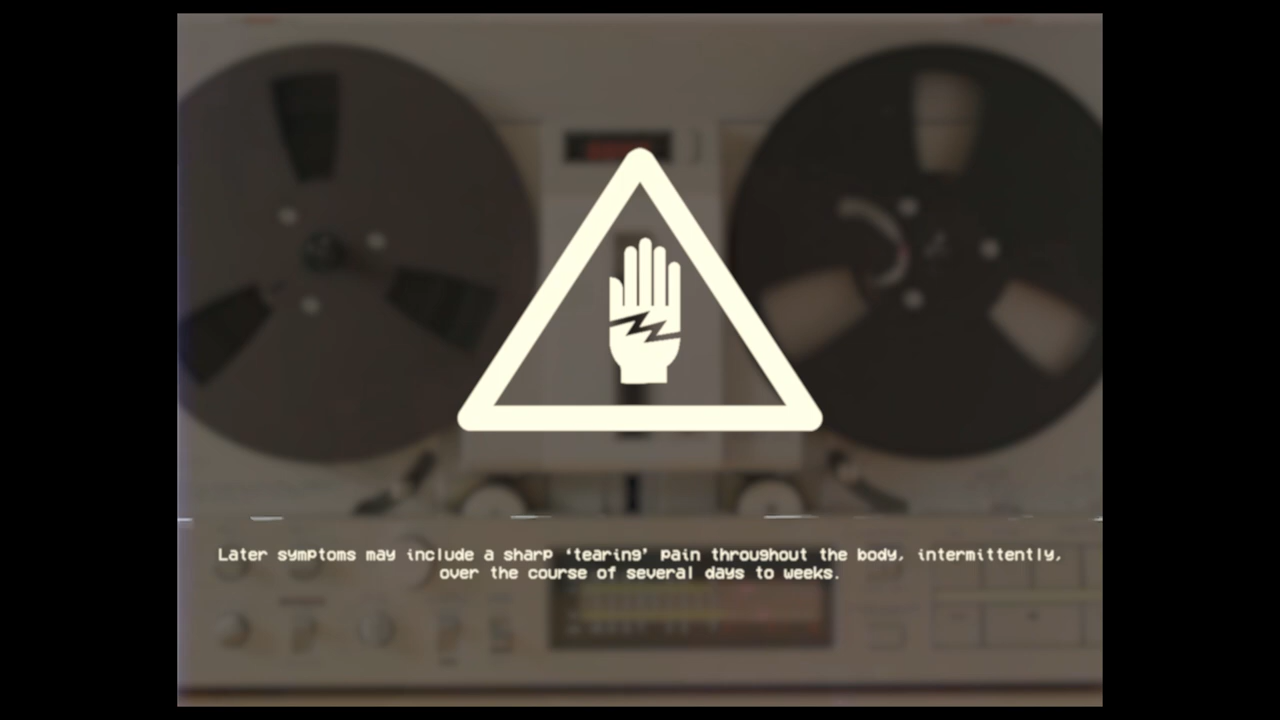 Later symptoms may include a sharp ‘tearing’ pain throughout the body, intermittently,
over the course of several days to weeks.